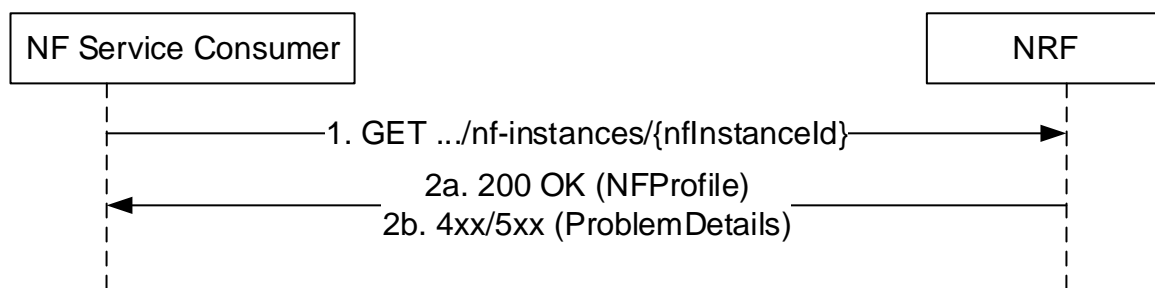 NF Service Consumer
NRF
1. GET .../nf-instances/{nfInstanceId}
2a. 200 OK (NFProfile)
2b. 4xx/5xx (ProblemDetails)